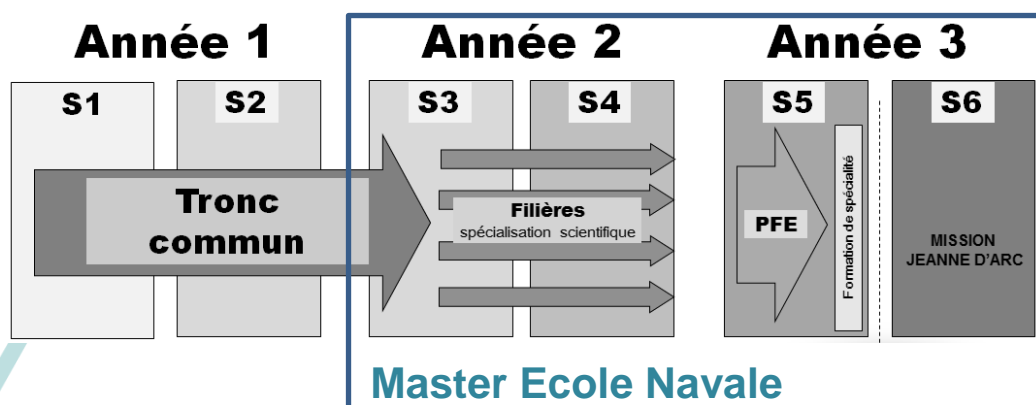 Année 1
Année 2
Année 3
S1
S2
S3
S4
S5
S6
Tronc
commun
Filières
spécialisation scientifique
PFE
Formation de spécialité
MISSION
JEANNE D'ARC
Master Ecole Navale